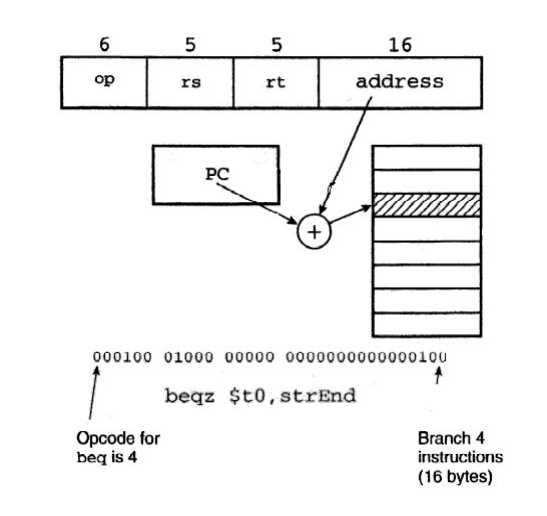 6 5 5 16
op rs rt address
PC
+
000100 01000 00000 0000000000000100
beqz $t0,strEnd
Opcode for
beq is 4
Branch 4
instructions
(16 bytes)